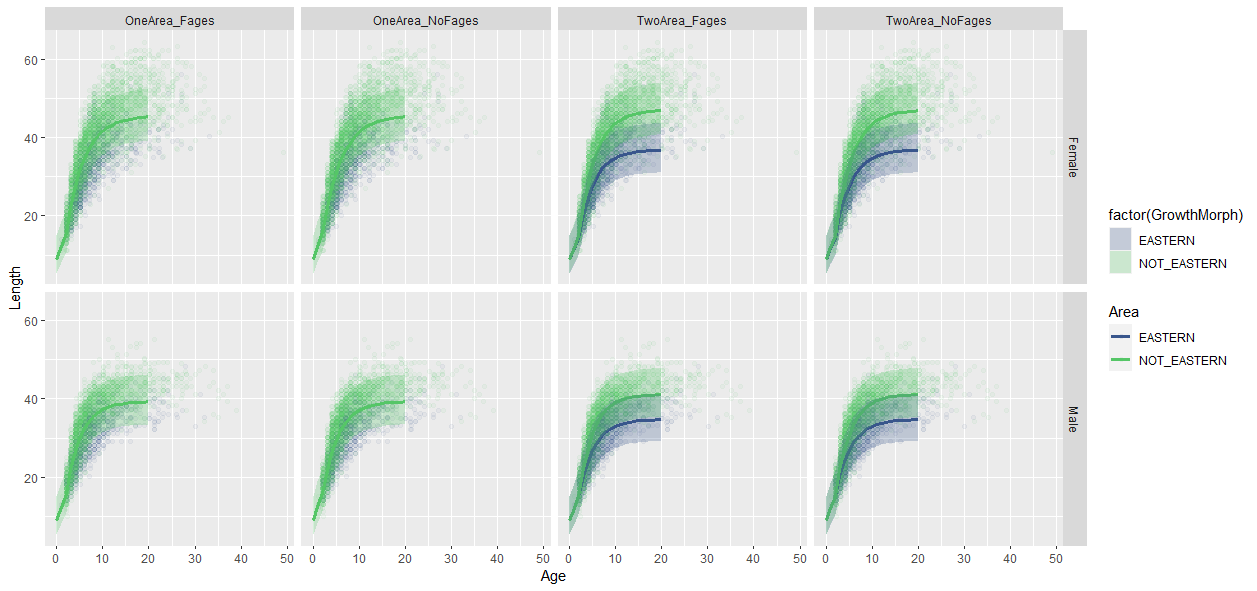 OneArea_Fages OneArea_NoFages TwoArea_Fages TwoArea_NoFages
60
40
20
Female
60
40
20
Male
Length
0 10 20 30 40 50 0 10 20 30 40 50 0 10 20 30 40 50 0 10 20 30 40 50
Age
factor(GrowthMorph)
EASTERN
NOT_EASTERN
Area
EASTERN
NOT_EASTERN